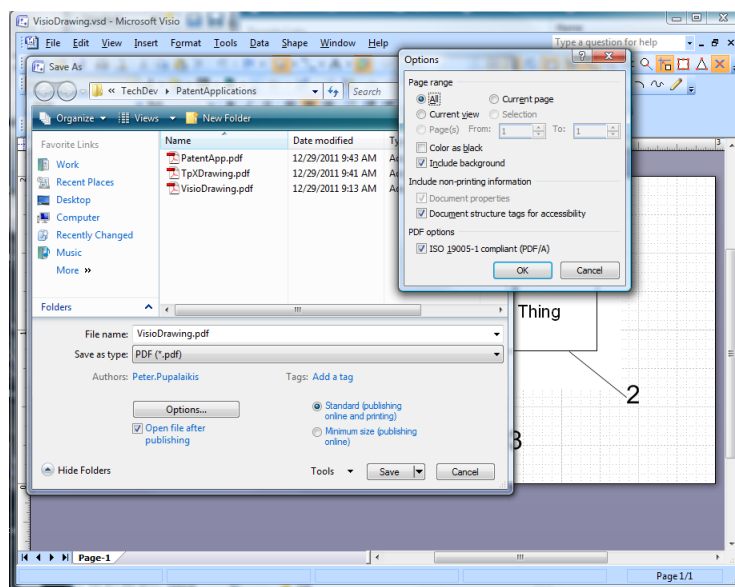 VisioDrawing.vsd - Microsoft Visio
File Edit View Insert Format Tools Data Shape Window Help
Type a question for help
Save As
« TechDev ▸ PatentApplications
Search
Organize Views New Folder
Favorite Links
Work
Recent Places
Desktop
Computer
Recently Changed
Music
More »
Folders
Name Date modified Ty
PatentApp.pdf 12/29/2011 9:43 AM
TpXDrawing.pdf 12/29/2011 9:41 AM
VisioDrawing.pdf 12/29/2011 9:13 AM
File name: VisioDrawing.pdf
Save as type: PDF (*.pdf)
Authors: Peter.Pupalaikis
Tags: Add a tag
Options...
Open file after
publishing
Standard (publishing
online and printing)
Minimum size (publishing
online)
Hide Folders
Tools Save Cancel
Options
Page range
All Current page
Current view Selection
Page(s) From: 1 To: 1
Color as black
Include background
Include non-printing information
Document properties
Document structure tags for accessibility
PDF options
ISO 19005-1 compliant (PDF/A)
OK Cancel
3
Thing
2
3
Page-1
Page 1/1